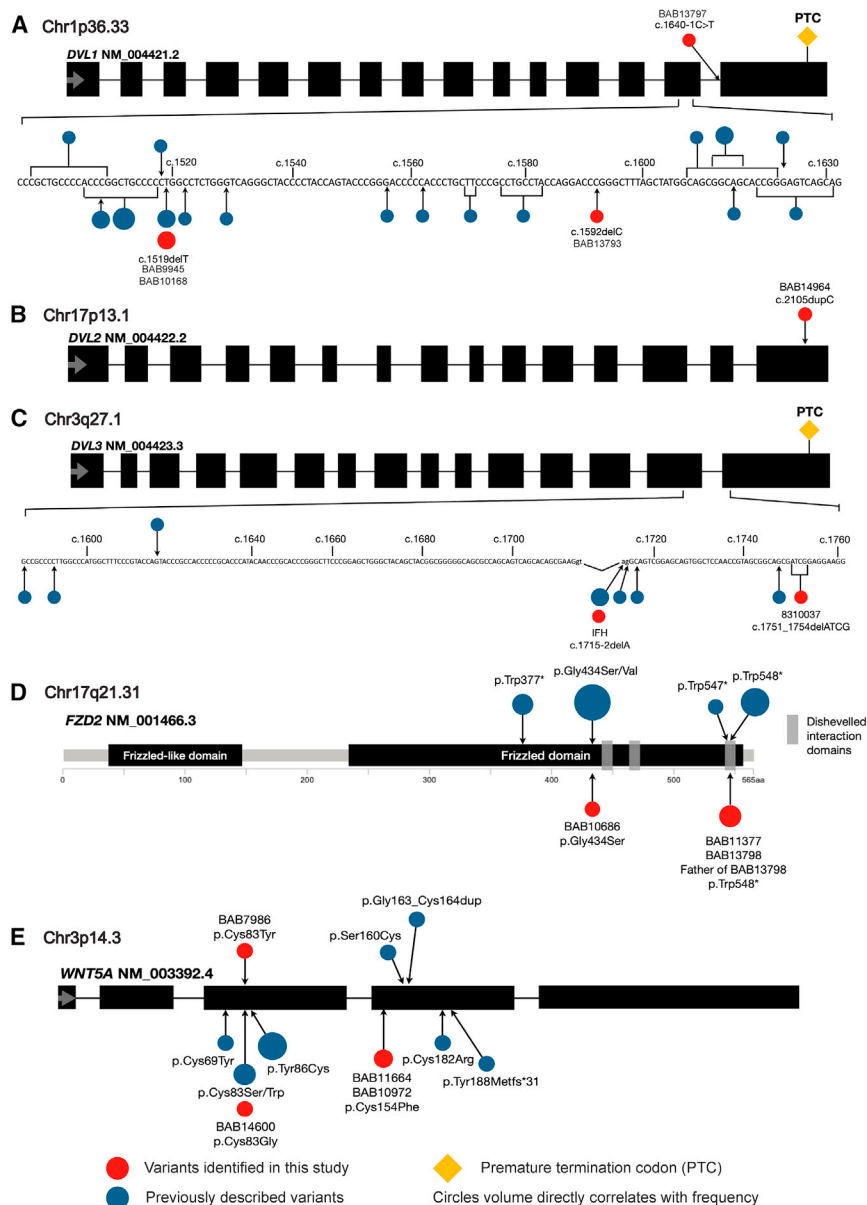 A Chr1p36.33
BAB13797
c.1640-1C>T
PTC
DVL1 NM_004421.2
c.1520
c.1540
c.1560
c.1580
c.1600
c.1630
CCCGCTGCCCCACCCGGCTGCCCCCCTGGCCTCTGGGTCAGGGCTACCCCTACCAGTACCCGGGACCCCCACCCTGCTTCCCGCCTGCCTACCAGGACCCGGGCTTTAGCTATGGCAGCGGCAGCACCGGGAGTCAGCAG
c.1519delT
BAB9945
BAB10168
c.1592delC
BAB13793
B Chr17p13.1
BAB14964
c.2105dupC
DVL2 NM_004422.2
C Chr3q27.1
PTC
DVL3 NM_004423.3
c.1600
c.1640
c.1660
c.1700
c.1720
c.1740
c.1760
GCCGCCCCTTGGCCCATGGCTTTCCCGTACCAGTACCCGCCACCCCCGCACCCATACAACCCGCACCCGGGCTTCCCGGAGCTGGGCTACAGCTACGGCGGGGGCAGCGCCAGCAGTCAGCACAGCGAAGgt
agGCAGTCGGAGCAGTGGCTCCAACCGTAGCGGCAGCGATCGGAGGAAGG
IFH
c.1715-2delA
8310037
c.1751_1754delATCG
D Chr17q21.31
p.Trp377*
p.Gly434Ser/Val
p.Trp547*
p.Trp548*
FZD2 NM_001466.3
Dishevelled
interaction
domains
Frizzled-like domain
Frizzled domain
0
100
200
300
400
500
565aa
BAB10686
p.Gly434Ser
BAB11377
BAB13798
Father of BAB13798
p.Trp548*
E Chr3p14.3
p.Gly163_Cys164dup
BAB7986
p.Cys83Tyr
p.Ser160Cys
WNT5A NM_003392.4
p.Cys69Tyr
p.Tyr86Cys
p.Cys83Ser/Trp
BAB14600
p.Cys83Gly
BAB11664
BAB10972
p.Cys154Phe
p.Cys182Arg
p.Tyr188Metfs*31
Variants identified in this study
Premature termination codon (PTC)
Previously described variants
Circles volume directly correlates with frequency